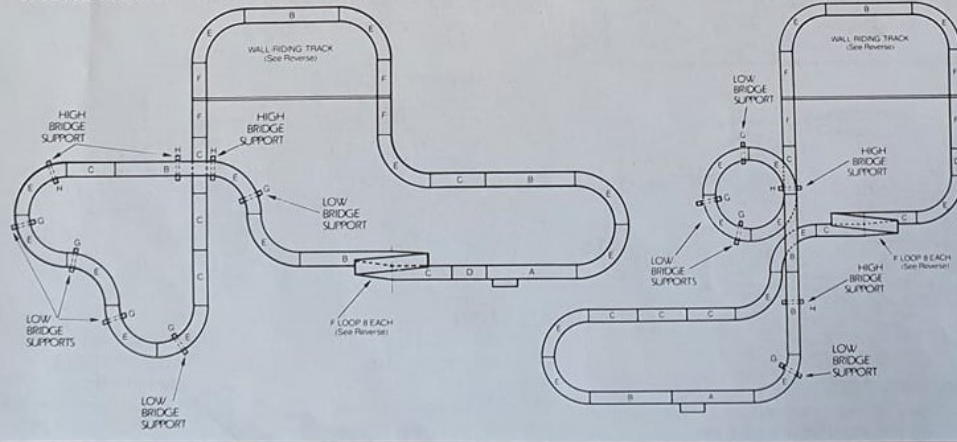 B
E
E
WALL RIDING TRACK
(See Reverse)
F
F
F
F
HIGH
BRIDGE
SUPPORT
H
H
HIGH
BRIDGE
SUPPORT
C
E
H
C
B
E
E
C
B
E
G
LOW
BRIDGE
SUPPORT
E
G
C
E
G
E
C
E
B
E
C
D
A
E
E
G
LOW
BRIDGE
SUPPORTS
G
E
E
F LOOP 8 EACH
(See Reverse)
LOW
BRIDGE
SUPPORT
E
B
E
WALL RIDING TRACK
(See Reverse)
F
F
F
LOW
BRIDGE
SUPPORT
G
C
HIGH
BRIDGE
SUPPORT
E
E
H
D
G
G
E
E
C
E
C
C
E
LOW
BRIDGE
SUPPORTS
B
F LOOP 8 EACH
(See Reverse)
HIGH
BRIDGE
SUPPORT
E
H
E
C
C
C
E
B
G
LOW
BRIDGE
SUPPORT
E
B
A
E